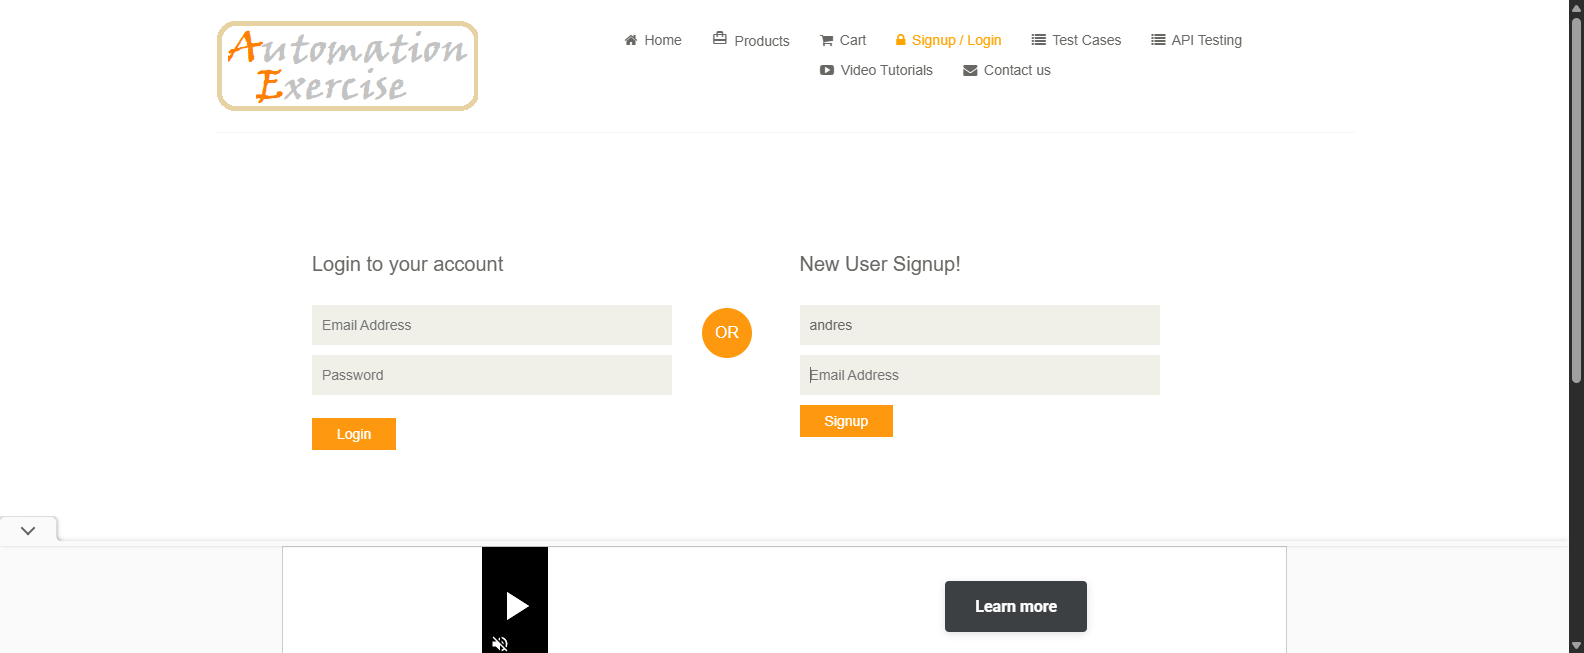 Automation
Exercise
Home
Products
Cart
Signup / Login
Test Cases
API Testing
Video Tutorials
Contact us
Login to your account
Email Address
Password
Login
OR
New User Signup!
andres
Email Address
Signup
Learn more